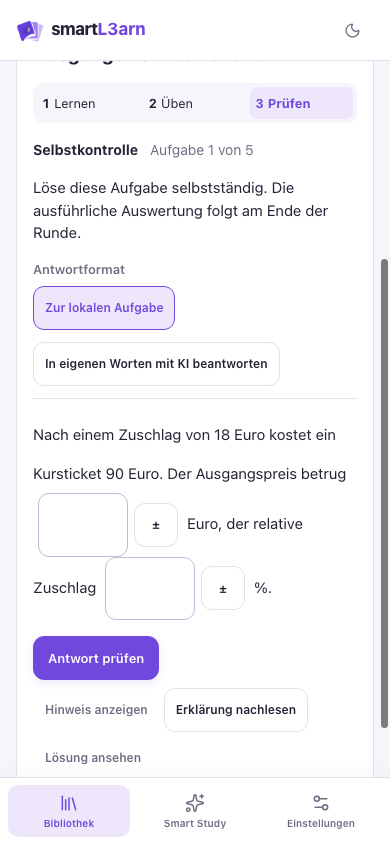 smartL3arn
1 Lernen 2 Üben 3 Prüfen
Selbstkontrolle Aufgabe 1 von 5
Löse diese Aufgabe selbstständig. Die
ausführliche Auswertung folgt am Ende der
Runde.
Antwortformat
Zur lokalen Aufgabe
In eigenen Worten mit KI beantworten
Nach einem Zuschlag von 18 Euro kostet ein
Kursticket 90 Euro. Der Ausgangspreis betrug
± Euro, der relative
Zuschlag ± %.
Antwort prüfen
Hinweis anzeigen Erklärung nachlesen
Lösung ansehen
Bibliothek Smart Study Einstellungen